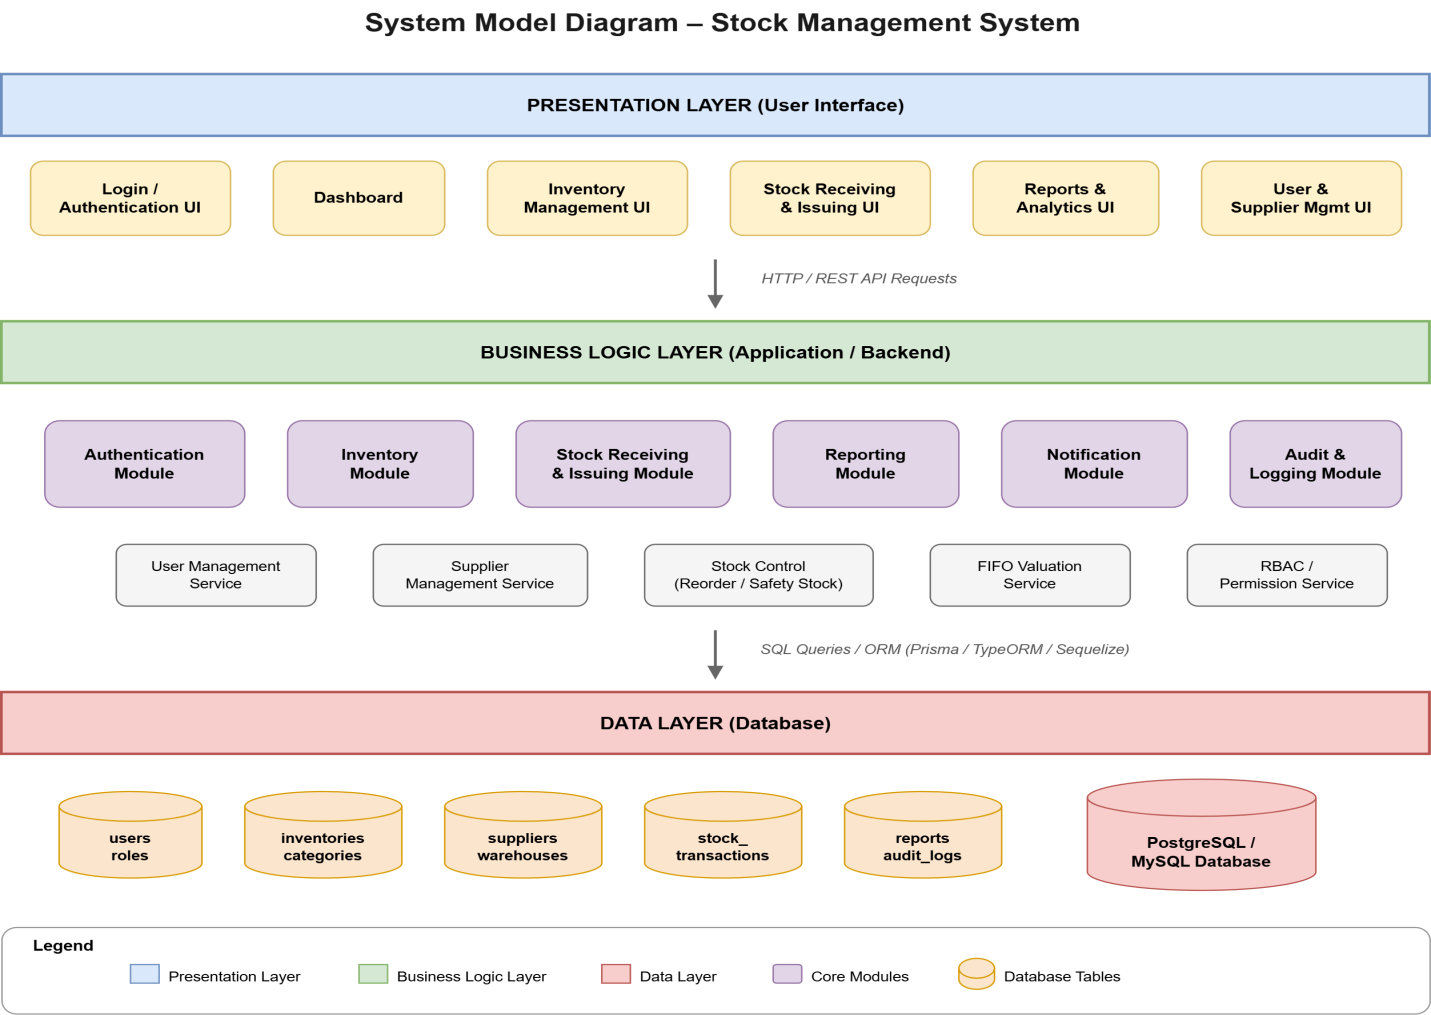 System Model Diagram – Stock Management System
PRESENTATION LAYER (User Interface)
Login /
Authentication UI
Dashboard
Inventory
Management UI
Stock Receiving
& Issuing UI
Reports &
Analytics UI
User &
Supplier Mgmt UI
HTTP / REST API Requests
BUSINESS LOGIC LAYER (Application / Backend)
Authentication
Module
Inventory
Module
Stock Receiving
& Issuing Module
Reporting
Module
Notification
Module
Audit &
Logging Module
User Management
Service
Supplier
Management Service
Stock Control
(Reorder / Safety Stock)
FIFO Valuation
Service
RBAC /
Permission Service
SQL Queries / ORM (Prisma / TypeORM / Sequelize)
DATA LAYER (Database)
users
roles
inventories
categories
suppliers
warehouses
stock_
transactions
reports
audit_logs
PostgreSQL /
MySQL Database
Legend
Presentation Layer
Business Logic Layer
Data Layer
Core Modules
Database Tables